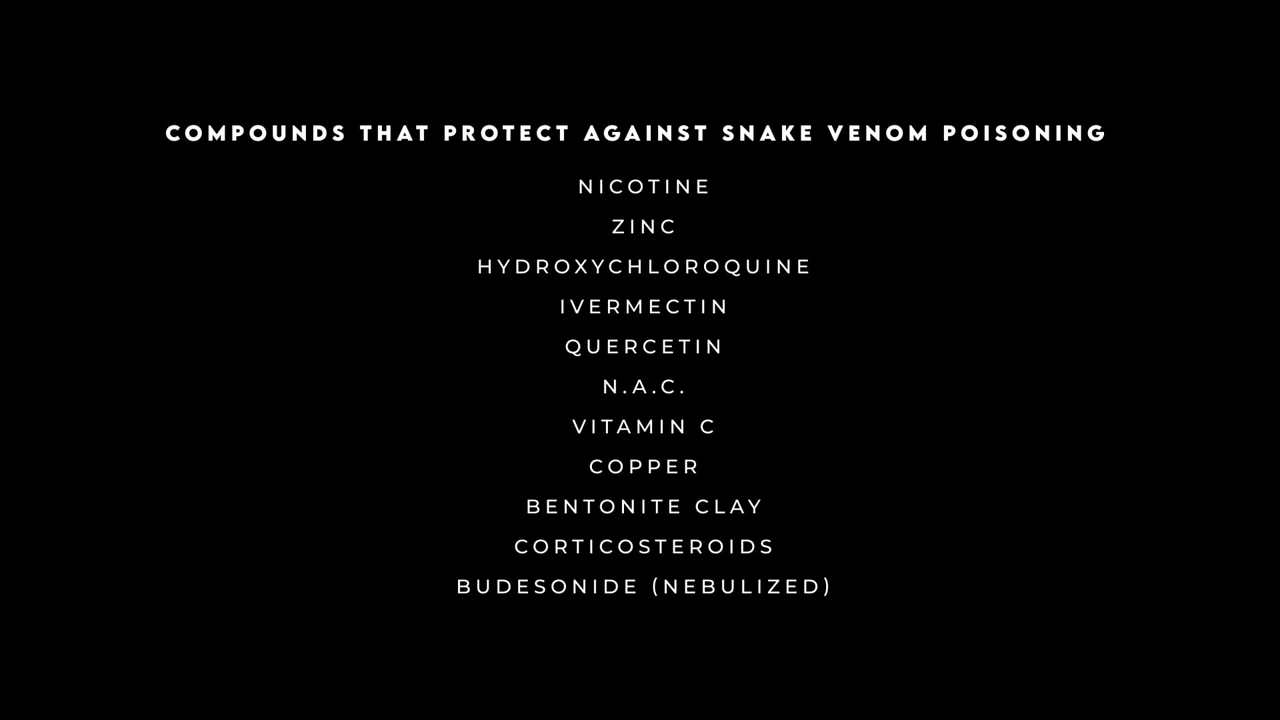 COMPOUNDS THAT PROTECT AGAINST SNAKE VENOM POISONING
NICOTINE
ZINC
HYDROXYCHLOROQUINE
IVERMECTIN
QUERCETIN
N.A.C.
VITAMIN C
COPPER
BENTONITE CLAY
CORTICOSTEROIDS
BUDESONIDE (NEBULIZED)